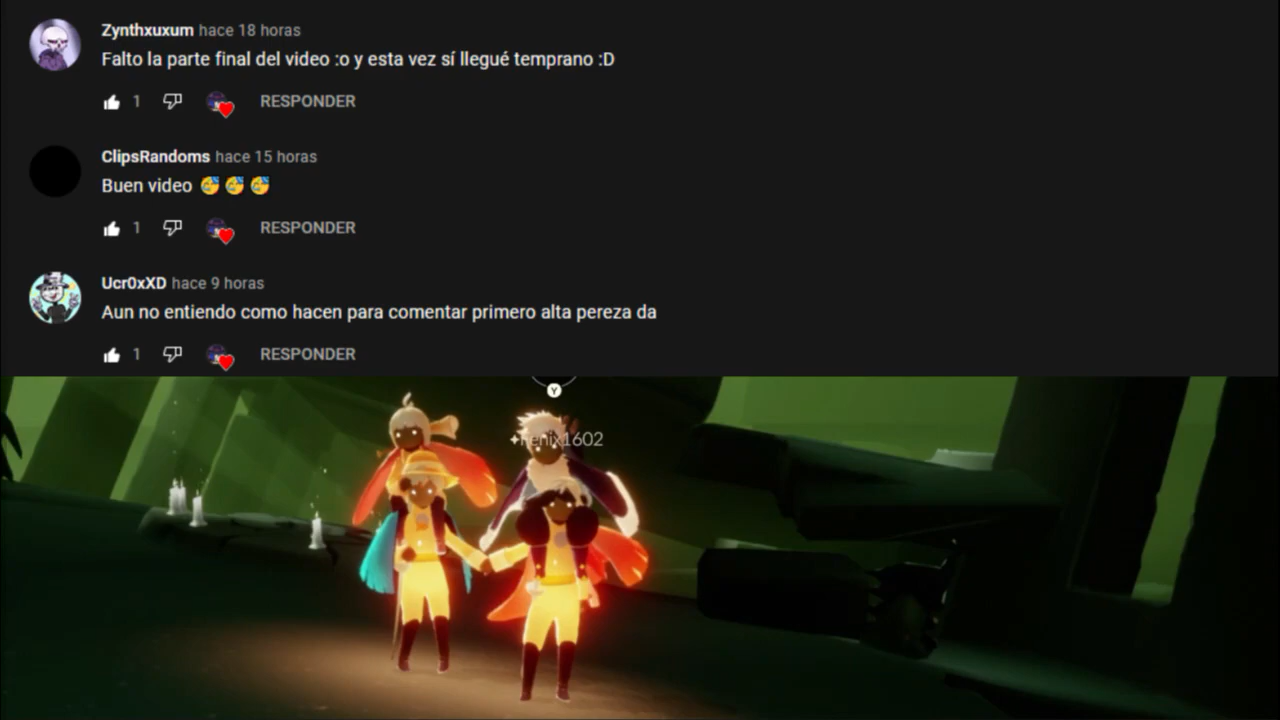 Zynthxuxum hace 18 horas
Falto la parte final del video :o y esta vez sí llegué temprano :D
1 RESPONDER
ClipsRandoms hace 15 horas
Buen video 🥳🥳🥳
1 RESPONDER
Ucr0xXD hace 9 horas
Aun no entiendo como hacen para comentar primero alta pereza da
1 RESPONDER
Y
Fenix1602